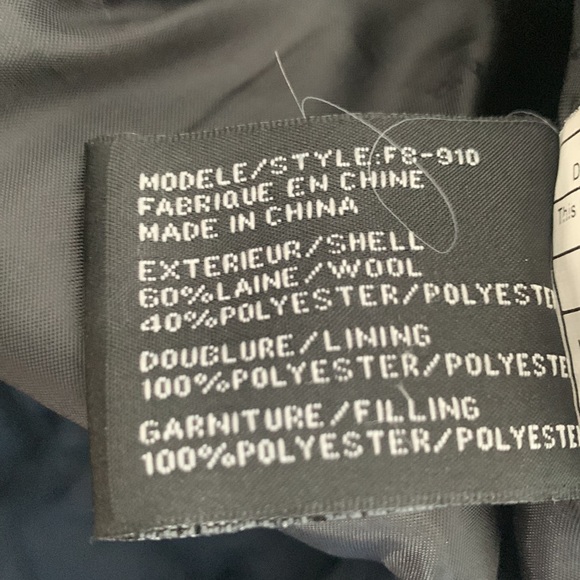 MODELE/STYLE:F8-910
FABRIQUE EN CHINE
MADE IN CHINA
EXTERIEUR/SHELL
60%LAINE/WOOL
40%POLYESTER/POLYESTE
DOUBLURE/LINING
100%POLYESTER/POLYESTE
GARNITURE/FILLING
100%POLYESTER/POLYESTE
D
This